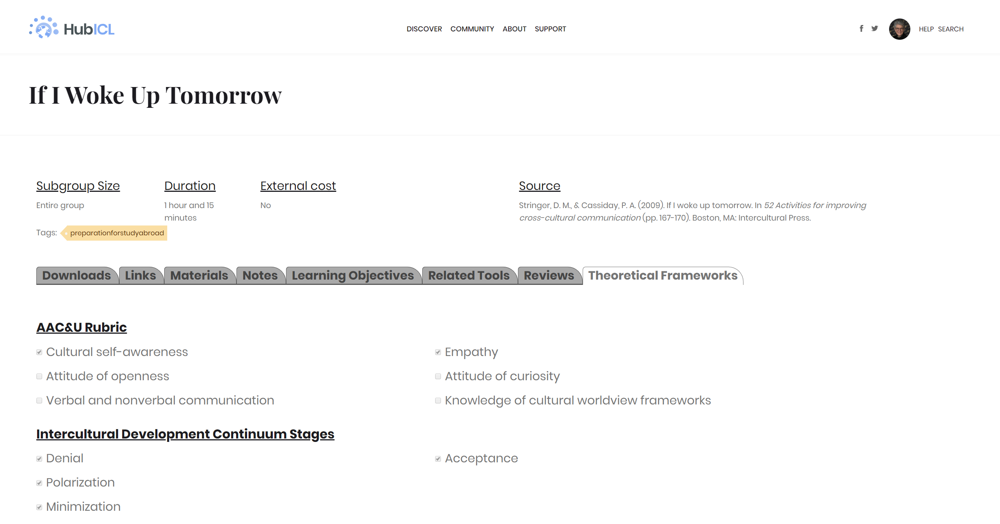 HubICL
DISCOVER COMMUNITY ABOUT SUPPORT
HELP SEARCH
If I Woke Up Tomorrow
Subgroup Size
Entire group
Duration
1 hour and 15
minutes
External cost
No
Source
Stringer, D. M., & Cassiday, P. A. (2009). If I woke up tomorrow. In 52 Activities for improving
cross-cultural communication (pp. 167-170). Boston, MA: Intercultural Press.
Tags: preparationforstudyabroad
Downloads Links Materials Notes Learning Objectives Related Tools Reviews Theoretical Frameworks
AAC&U Rubric
Cultural self-awareness
Empathy
Attitude of openness
Attitude of curiosity
Verbal and nonverbal communication
Knowledge of cultural worldview frameworks
Intercultural Development Continuum Stages
Denial
Acceptance
Polarization
Minimization